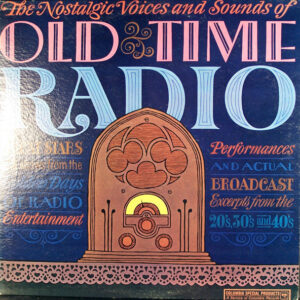 The Nostalgic Voices and Sounds of
OLD TIME
RADIO
STARS
from the
Days
of RADIO
Entertainment
Performances
AND ACTUAL
BROADCAST
Excerpts from the
20's, 30's and 40's
COLUMBIA SPECIAL PRODUCTS